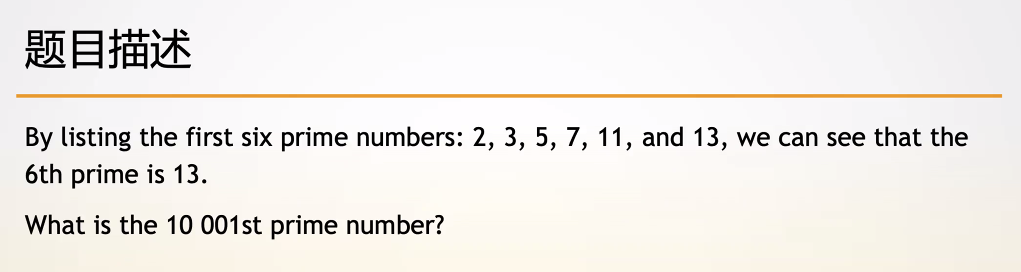 题目描述
By listing the first six prime numbers: 2, 3, 5, 7, 11, and 13, we can see that the
6th prime is 13.
What is the 10 001st prime number?